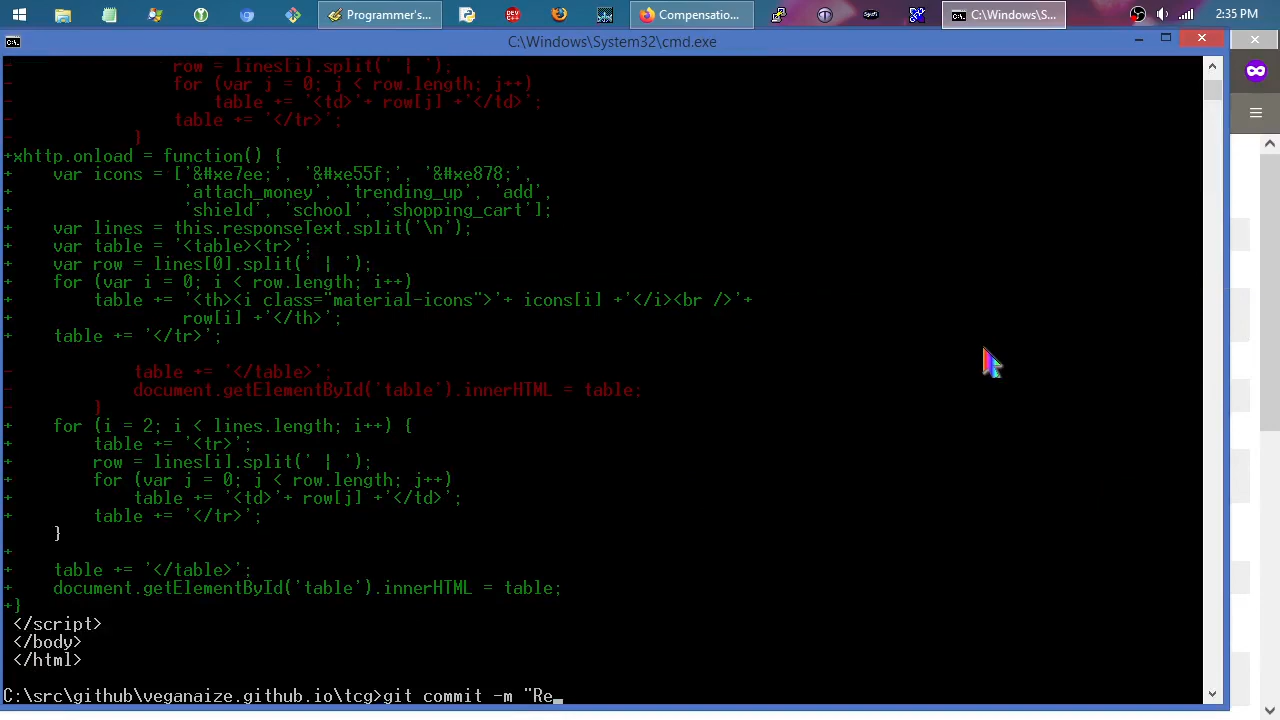 Programmer's...
Compensatio...
C:\Windows\S...
2:35 PM
C:\Windows\System32\cmd.exe
-                    row = lines[i].split(' | ');
-                    for (var j = 0; j < row.length; j++)
-                        table += '<td>'+ row[j] +'</td>';
-                    table += '</tr>';
-                }
+xhttp.onload = function() {
+    var icons = ['&#xe7ee;', '&#xe55f;', '&#xe878;',
+                 'attach_money', 'trending_up', 'add',
+                 'shield', 'school', 'shopping_cart'];
+    var lines = this.responseText.split('\n');
+    var table = '<table><tr>';
+    var row = lines[0].split(' | ');
+    for (var i = 0; i < row.length; i++)
+        table += '<th><i class="material-icons">'+ icons[i] +'</i><br />'+
+                 row[i] +'</th>';
+    table += '</tr>';
-                table += '</table>';
-                document.getElementById('table').innerHTML = table;
-            }
+    for (i = 2; i < lines.length; i++) {
+        table += '<tr>';
+        row = lines[i].split(' | ');
+        for (var j = 0; j < row.length; j++)
+            table += '<td>'+ row[j] +'</td>';
+        table += '</tr>';
     }
+
+    table += '</table>';
+    document.getElementById('table').innerHTML = table;
+}
 </script>
 </body>
 </html>
C:\src\github\veganaize.github.io\tcg>git commit -m "Re_